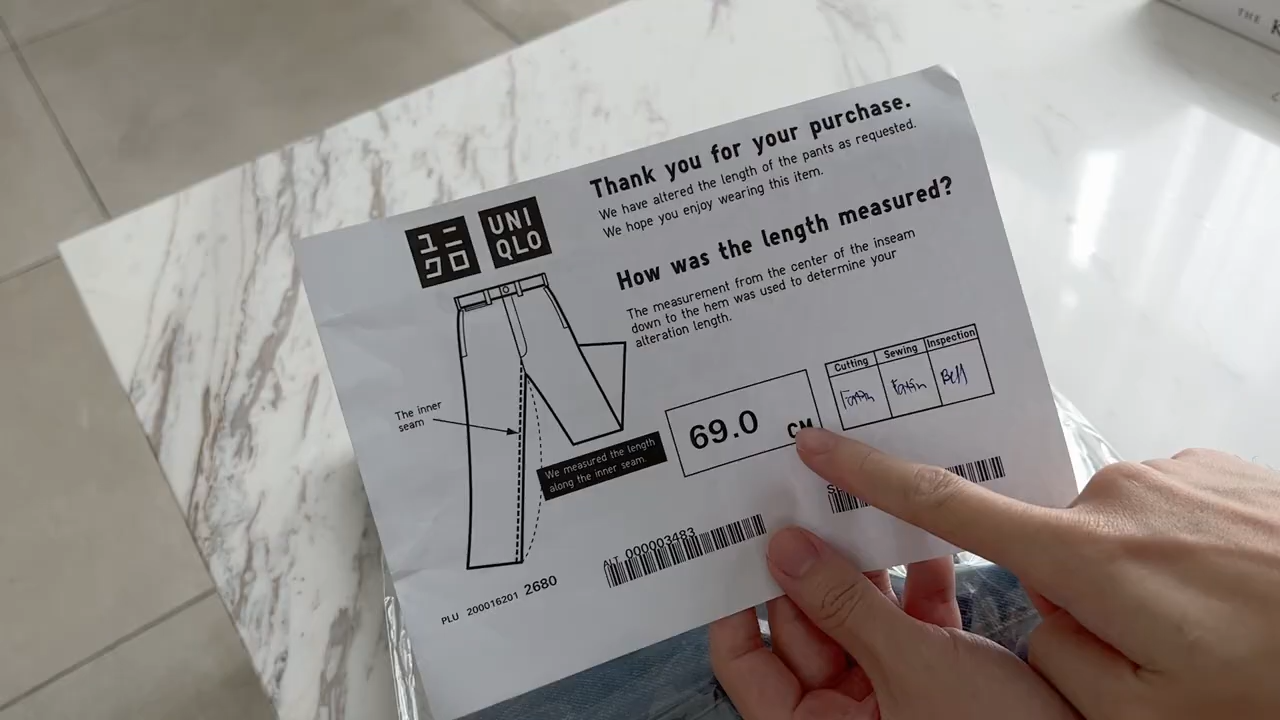 THE
Thank you for your purchase.
We have altered the length of the pants as requested.
We hope you enjoy wearing this item.
ユニ
クロ
UNI
QLO
How was the length measured?
The measurement from the center of the inseam
down to the hem was used to determine your
alteration length.
The inner
seam
We measured the length
along the inner seam.
69.0 CM
Cutting Sewing Inspection
ALT 000003483
PLU 200016201 2680